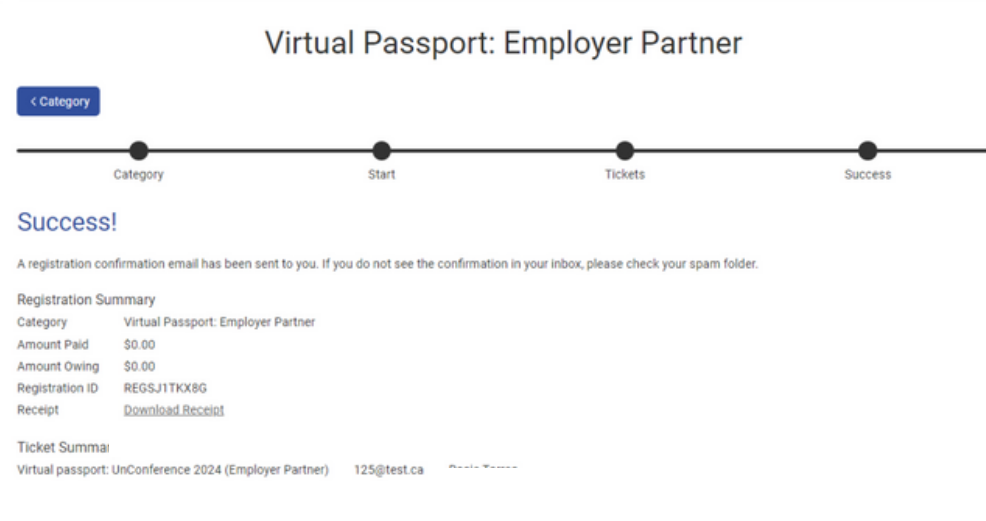 Virtual Passport: Employer Partner
< Category
Category Start Tickets Success
Success!
A registration confirmation email has been sent to you. If you do not see the confirmation in your inbox, please check your spam folder.
Registration Summary
Category Virtual Passport: Employer Partner
Amount Paid $0.00
Amount Owing $0.00
Registration ID REGSJ1TKX8G
Receipt Download Receipt
Ticket
Virtual passport: UnConference 2024 (Employer Partner) 125@test.ca